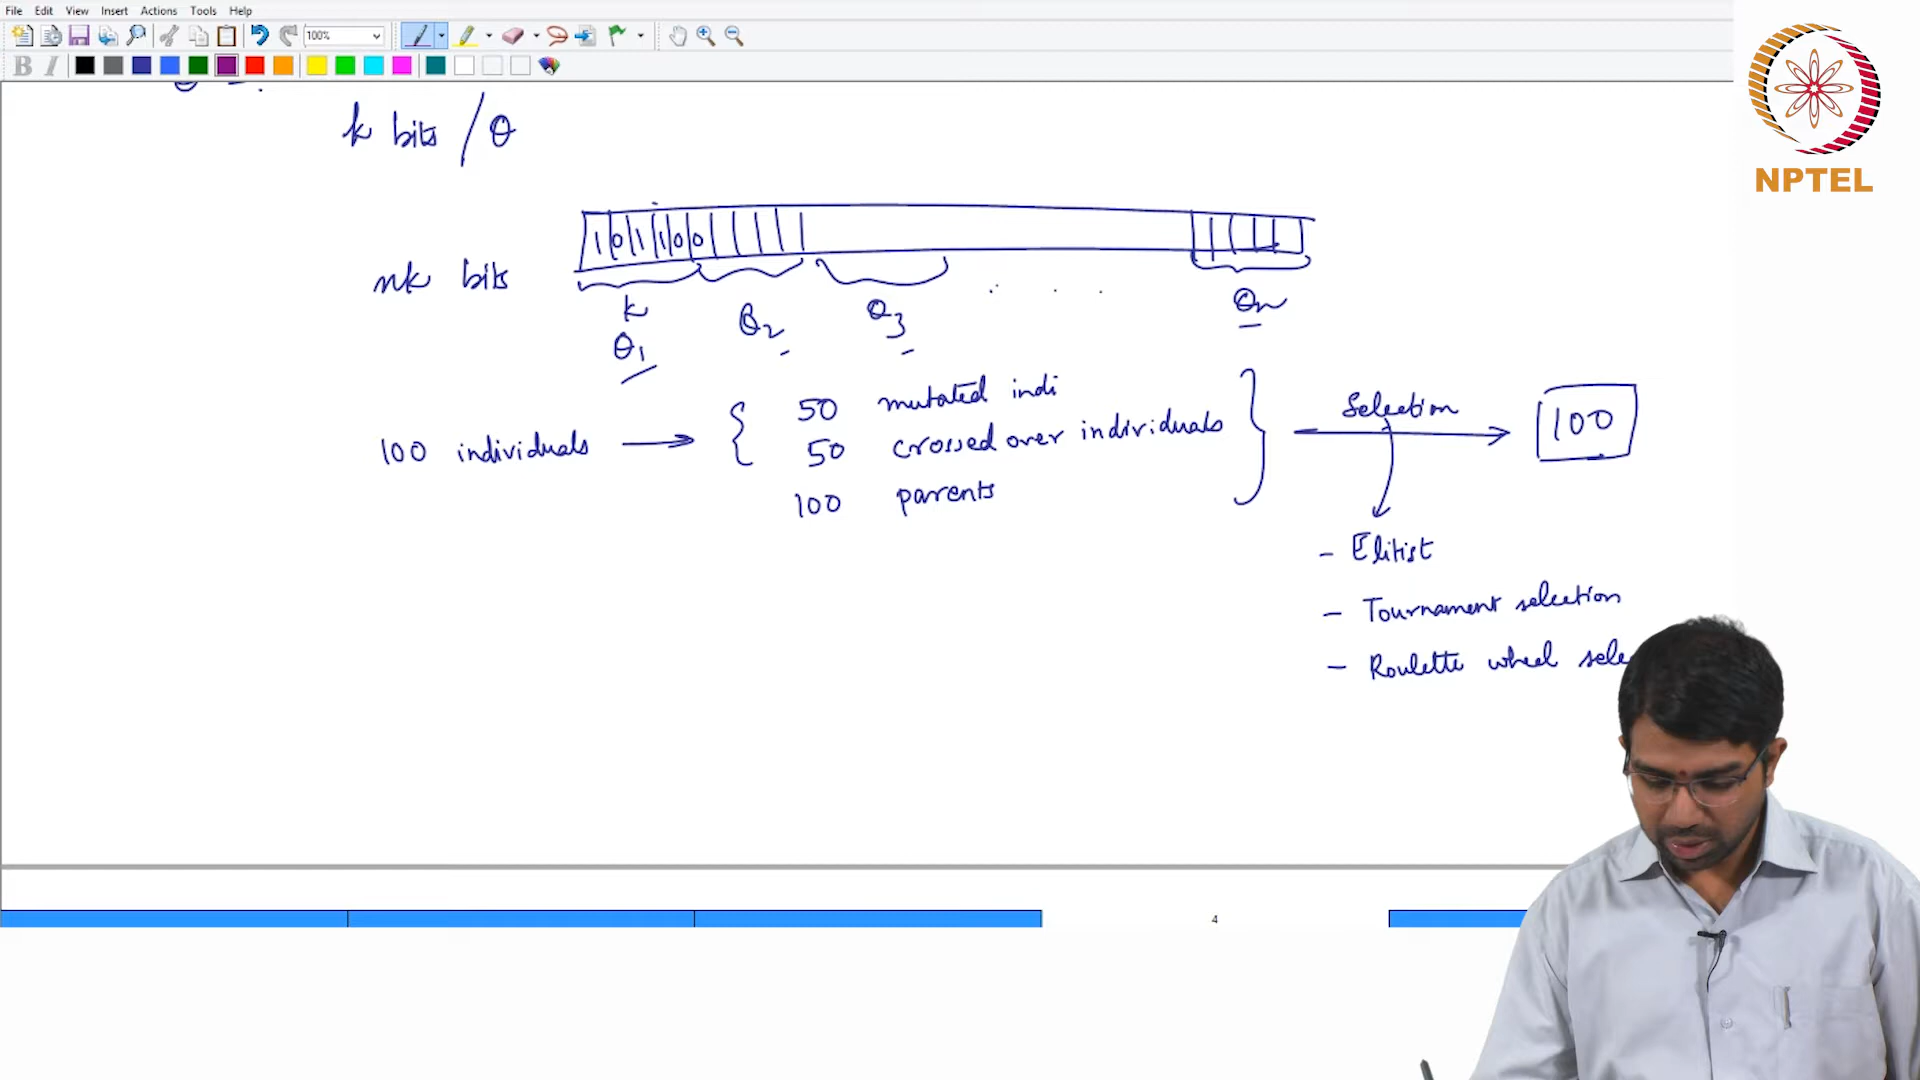 File Edit View Insert Actions Tools Help
100%
B I
NPTEL
k bits / θ
1 0 1 1 0 0
nk bits
k
θ1 θ2 θ3 . . . θn
100 individuals → { 50 mutated indi
50 crossed over individuals
100 parents }
Selection
100
- Elitist
- Tournament selection
- Roulette wheel sele
4